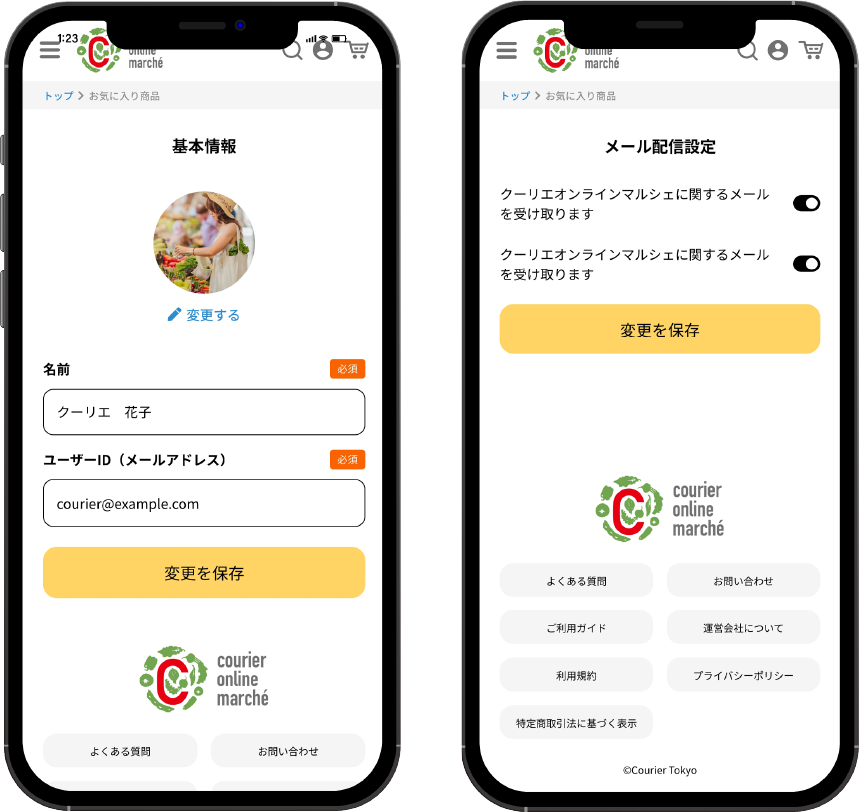 1:23
online
marché
トップ > お気に入り商品
基本情報
変更する
名前
必須
クーリエ　花子
ユーザーID（メールアドレス）
必須
courier@example.com
変更を保存
courier
online
marché
よくある質問
お問い合わせ
online
marché
トップ > お気に入り商品
メール配信設定
クーリエオンラインマルシェに関するメール
を受け取ります
クーリエオンラインマルシェに関するメール
を受け取ります
変更を保存
courier
online
marché
よくある質問
お問い合わせ
ご利用ガイド
運営会社について
利用規約
プライバシーポリシー
特定商取引法に基づく表示
©Courier Tokyo